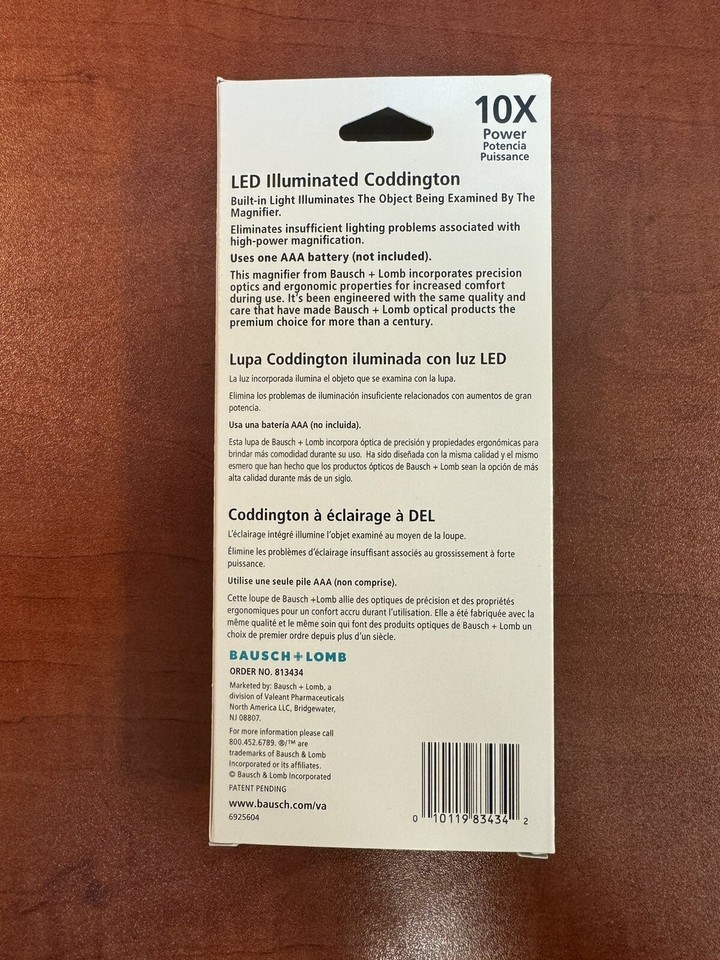 10X
Power
Potencia
Puissance
LED Illuminated Coddington
Built-in Light Illuminates The Object Being Examined By The
Magnifier.
Eliminates insufficient lighting problems associated with
high-power magnification.
Uses one AAA battery (not included).
This magnifier from Bausch + Lomb incorporates precision
optics and ergonomic properties for increased comfort
during use. It's been engineered with the same quality and
care that have made Bausch + Lomb optical products the
premium choice for more than a century.
Lupa Coddington iluminada con luz LED
La luz incorporada ilumina el objeto que se examina con la lupa.
Elimina los problemas de iluminación insuficiente relacionados con aumentos de gran
potencia.
Usa una batería AAA (no incluida).
Esta lupa de Bausch + Lomb incorpora óptica de precisión y propiedades ergonómicas para
brindar más comodidad durante su uso. Ha sido diseñada con la misma calidad y el mismo
esmero que han hecho que los productos ópticos de Bausch + Lomb sean la opción de más
alta calidad durante más de un siglo.
Coddington à éclairage à DEL
L'éclairage intégré illumine l'objet examiné au moyen de la loupe.
Élimine les problèmes d'éclairage insuffisant associés au grossissement à forte
puissance.
Utilise une seule pile AAA (non comprise).
Cette loupe de Bausch +Lomb allie des optiques de précision et des propriétés
ergonomiques pour un confort accru durant l'utilisation. Elle a été fabriquée avec la
même qualité et le même soin qui font des produits optiques de Bausch + Lomb un
choix de premier ordre depuis plus d'un siècle.
BAUSCH+LOMB
ORDER NO. 813434
Marketed by: Bausch + Lomb, a
division of Valeant Pharmaceuticals
North America LLC, Bridgewater,
NJ 08807.
For more information please call
800.452.6789. ®/™ are
trademarks of Bausch & Lomb
Incorporated or its affiliates.
© Bausch & Lomb Incorporated
PATENT PENDING
www.bausch.com/va
6925604
0 10119 83434 2